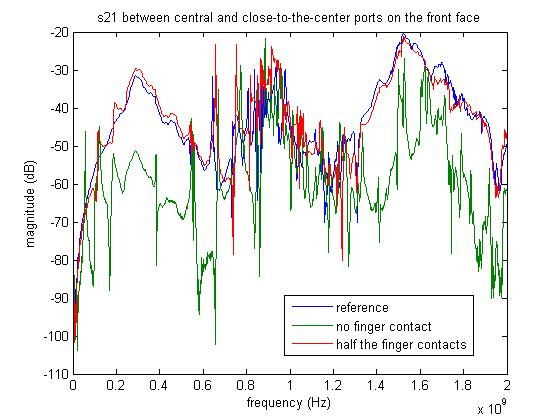 s21 between central and close-to-the-center ports on the front face
-20
-30
-40
-50
-60
-70
-80
-90
-100
-110
magnitude (dB)
reference
no finger contact
half the finger contacts
0 0.2 0.4 0.6 0.8 1 1.2 1.4 1.6 1.8 2
frequency (Hz)
x 10^9